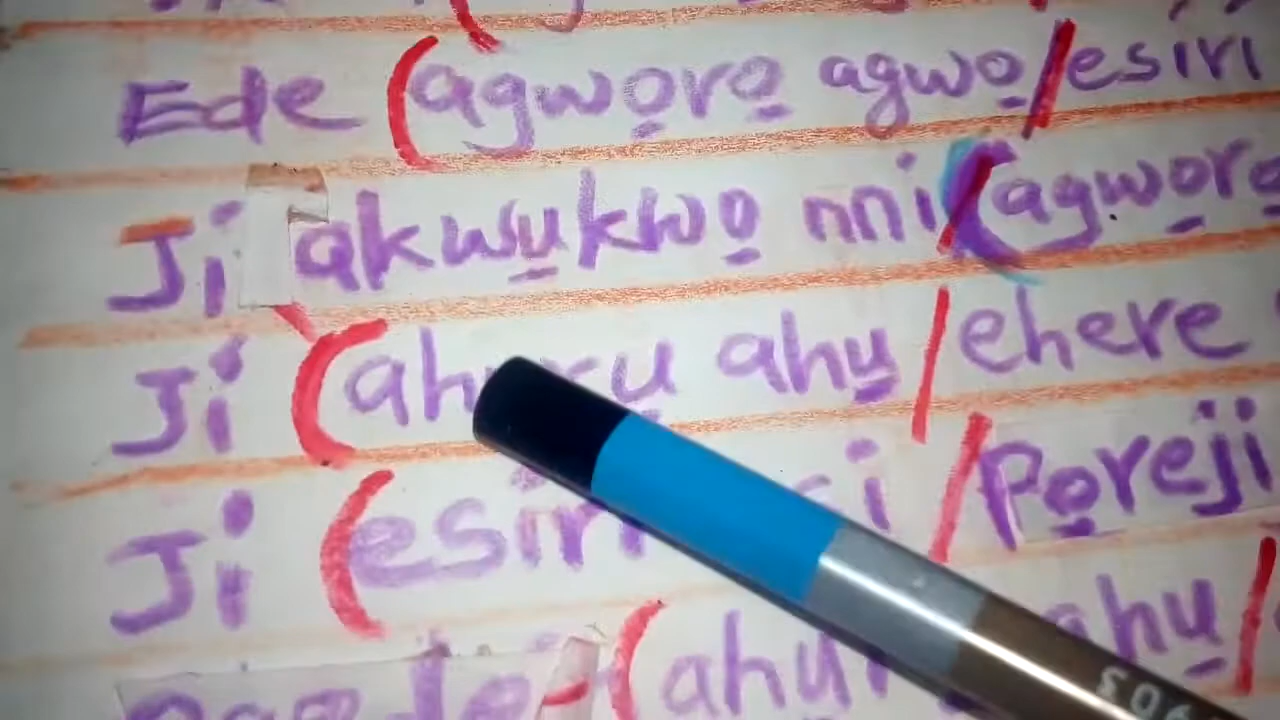 Ede (agwọrọ agwọ/esiri
Ji akwụkwọ nni (agwọrọ
Ji ahụ/ehere
Ji (esiri /Pọreji
ahụ/